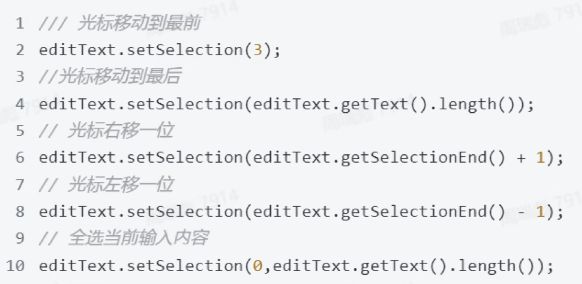 1 /// 光标移动到最前
2 editText.setSelection(3);
3 //光标移动到最后
4 editText.setSelection(editText.getText().length());
5 // 光标右移一位
6 editText.setSelection(editText.getSelectionEnd() + 1);
7 // 光标左移一位
8 editText.setSelection(editText.getSelectionEnd() - 1);
9 // 全选当前输入内容
10 editText.setSelection(0,editText.getText().length());